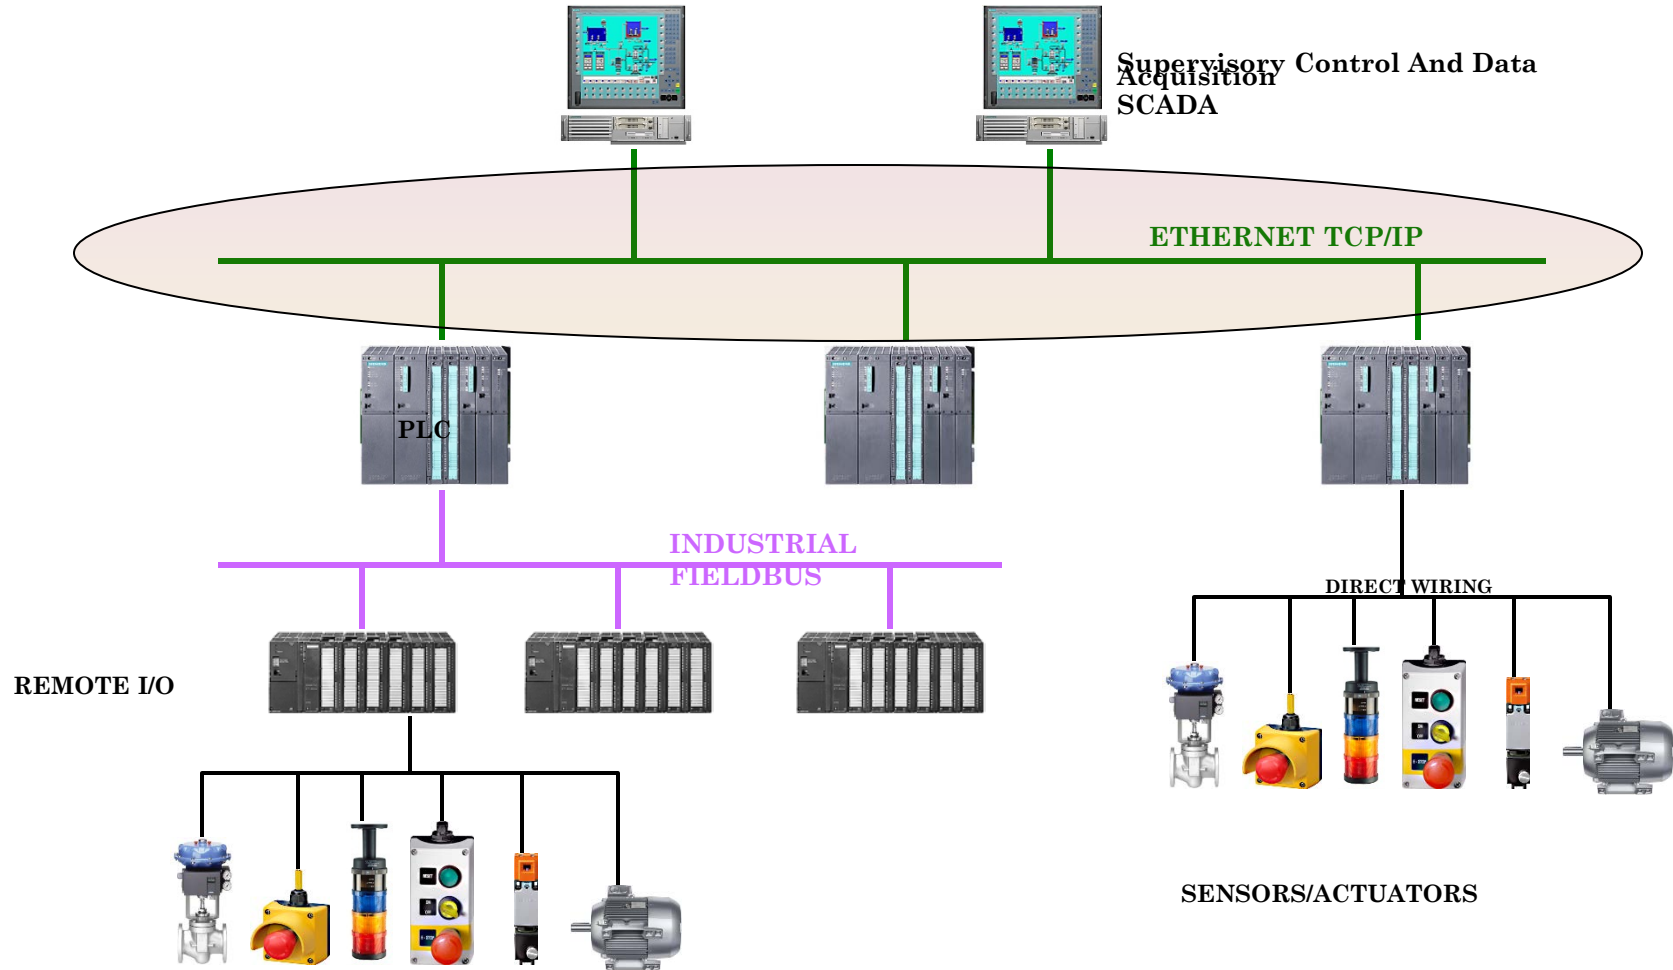 Supervisory Control And Data
Acquisition
SCADA
ETHERNET TCP/IP
PLC
INDUSTRIAL
FIELDBUS
DIRECT WIRING
REMOTE I/O
SENSORS/ACTUATORS